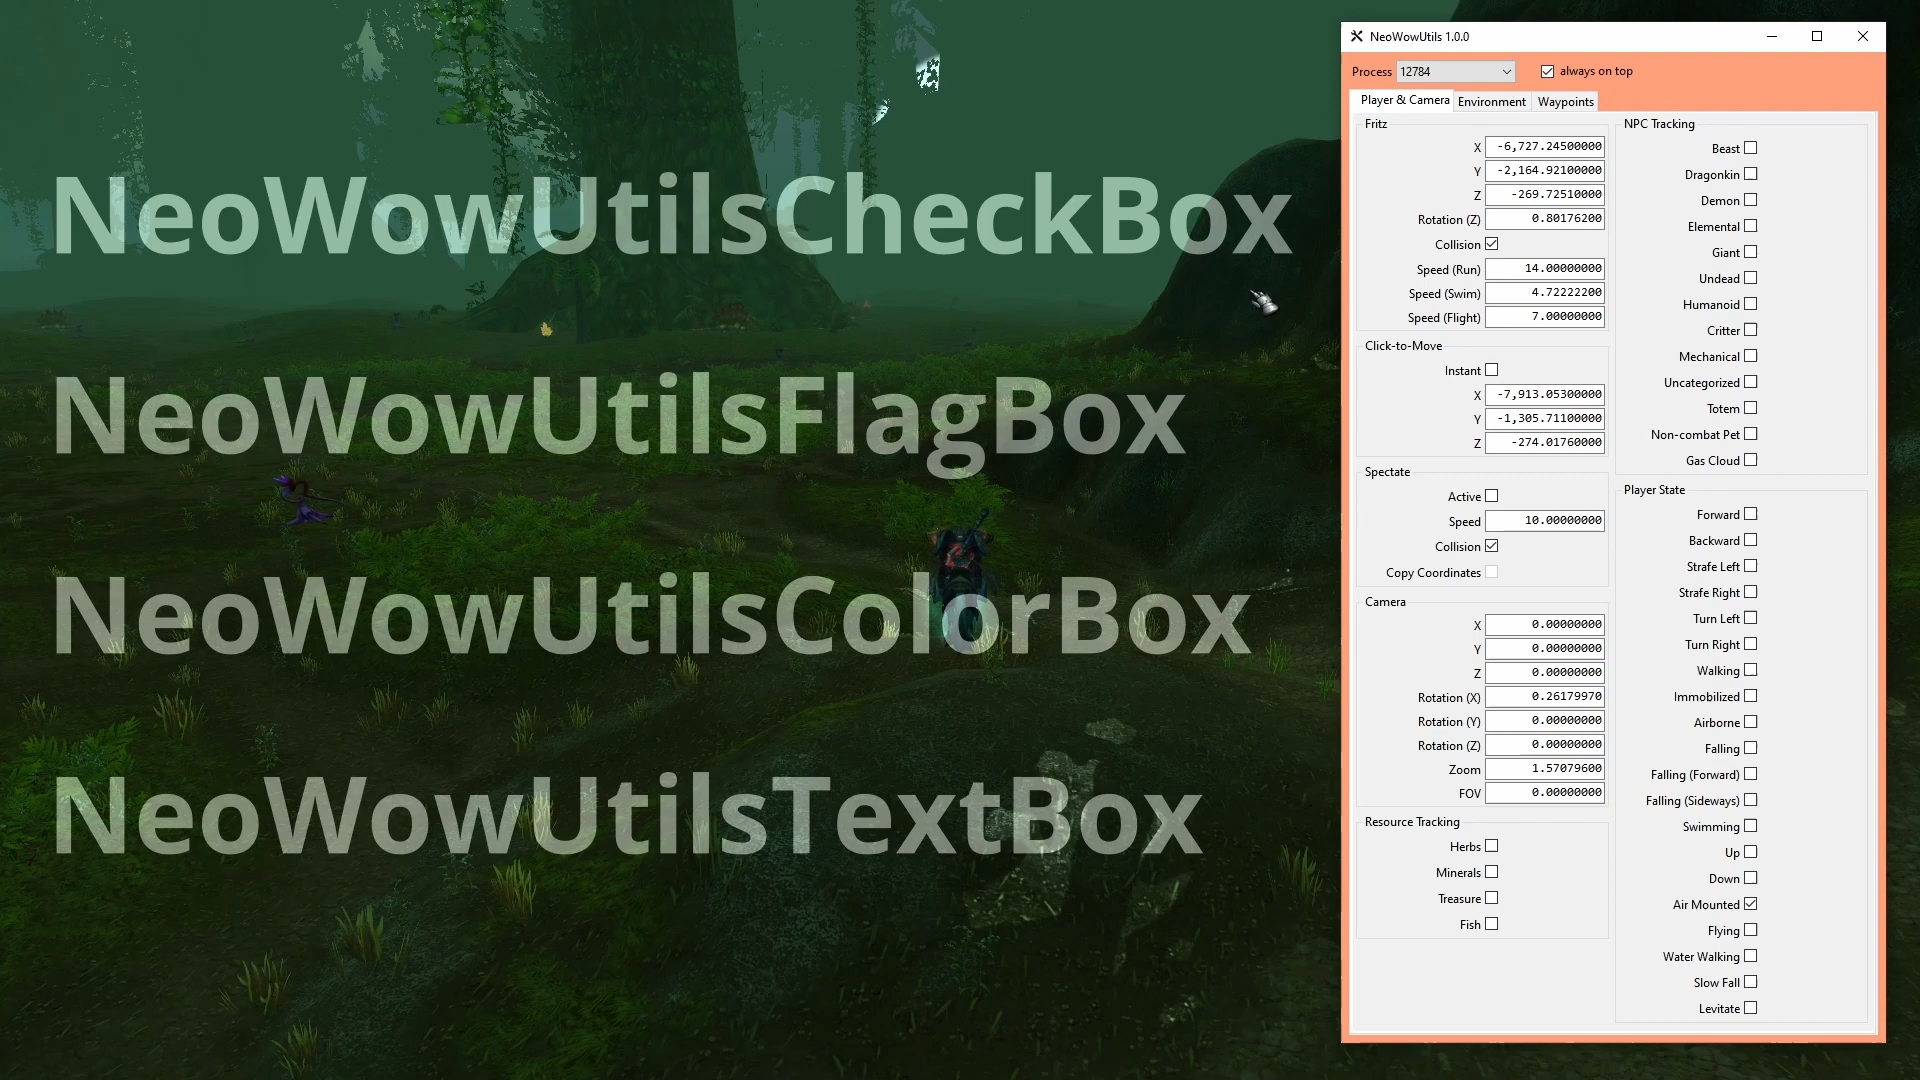 NeoWowUtilsCheckBox
NeoWowUtilsFlagBox
NeoWowUtilsColorBox
NeoWowUtilsTextBox
NeoWowUtils 1.0.0
Process 12784 always on top
Player & Camera Environment Waypoints
Fritz
X -6,727.24500000
Y -2,164.92100000
Z -269.72510000
Rotation (Z) 0.80176200
Collision
Speed (Run) 14.00000000
Speed (Swim) 4.72222200
Speed (Flight) 7.00000000
Click-to-Move
Instant
X -7,913.05300000
Y -1,305.71100000
Z -274.01760000
Spectate
Active
Speed 10.00000000
Collision
Copy Coordinates
Camera
X 0.00000000
Y 0.00000000
Z 0.00000000
Rotation (X) 0.26179970
Rotation (Y) 0.00000000
Rotation (Z) 0.00000000
Zoom 1.57079600
FOV 0.00000000
Resource Tracking
Herbs
Minerals
Treasure
Fish
NPC Tracking
Beast
Dragonkin
Demon
Elemental
Giant
Undead
Humanoid
Critter
Mechanical
Uncategorized
Totem
Non-combat Pet
Gas Cloud
Player State
Forward
Backward
Strafe Left
Strafe Right
Turn Left
Turn Right
Walking
Immobilized
Airborne
Falling
Falling (Forward)
Falling (Sideways)
Swimming
Up
Down
Air Mounted
Flying
Water Walking
Slow Fall
Levitate